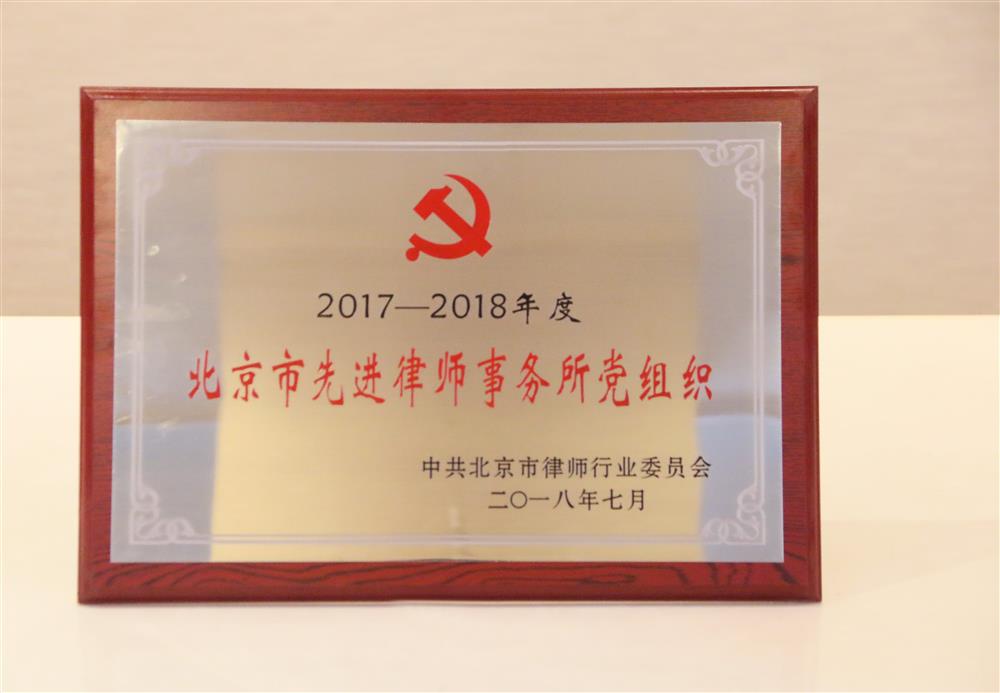 2017—2018年度
北京市先进律师事务所党组织
中共北京市律师行业委员会
二〇一八年七月